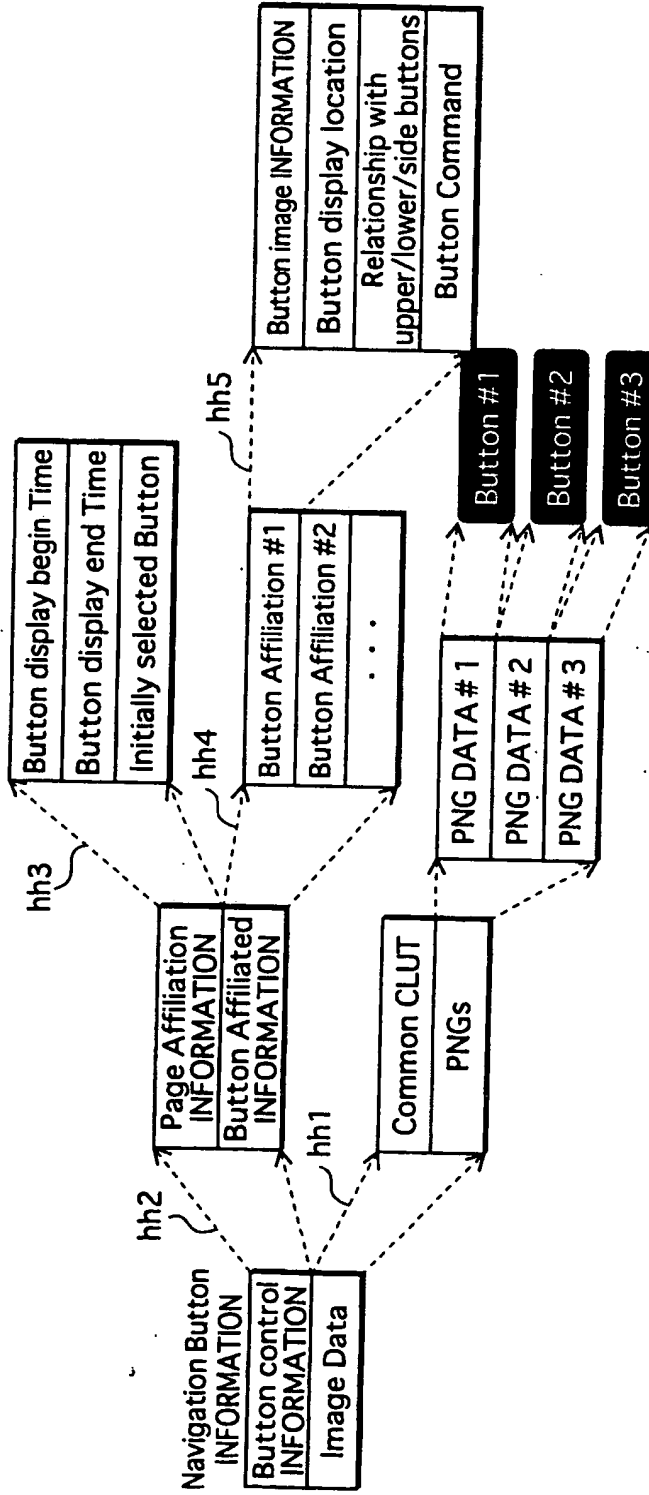 Navigation Button
INFORMATION
Button control
INFORMATION
Image Data
hh2
hh1
Page Affiliation
INFORMATION
Button Affiliated
INFORMATION
Common CLUT
PNGs
hh3
hh4
Button display begin Time
Button display end Time
Initially selected Button
Button Affiliation #1
Button Affiliation #2
. . .
PNG DATA#1
PNG DATA#2
PNG DATA#3
hh5
Button image INFORMATION
Button display location
Relationship with
upper/lower/side buttons
Button Command
Button #1
Button #2
Button #3